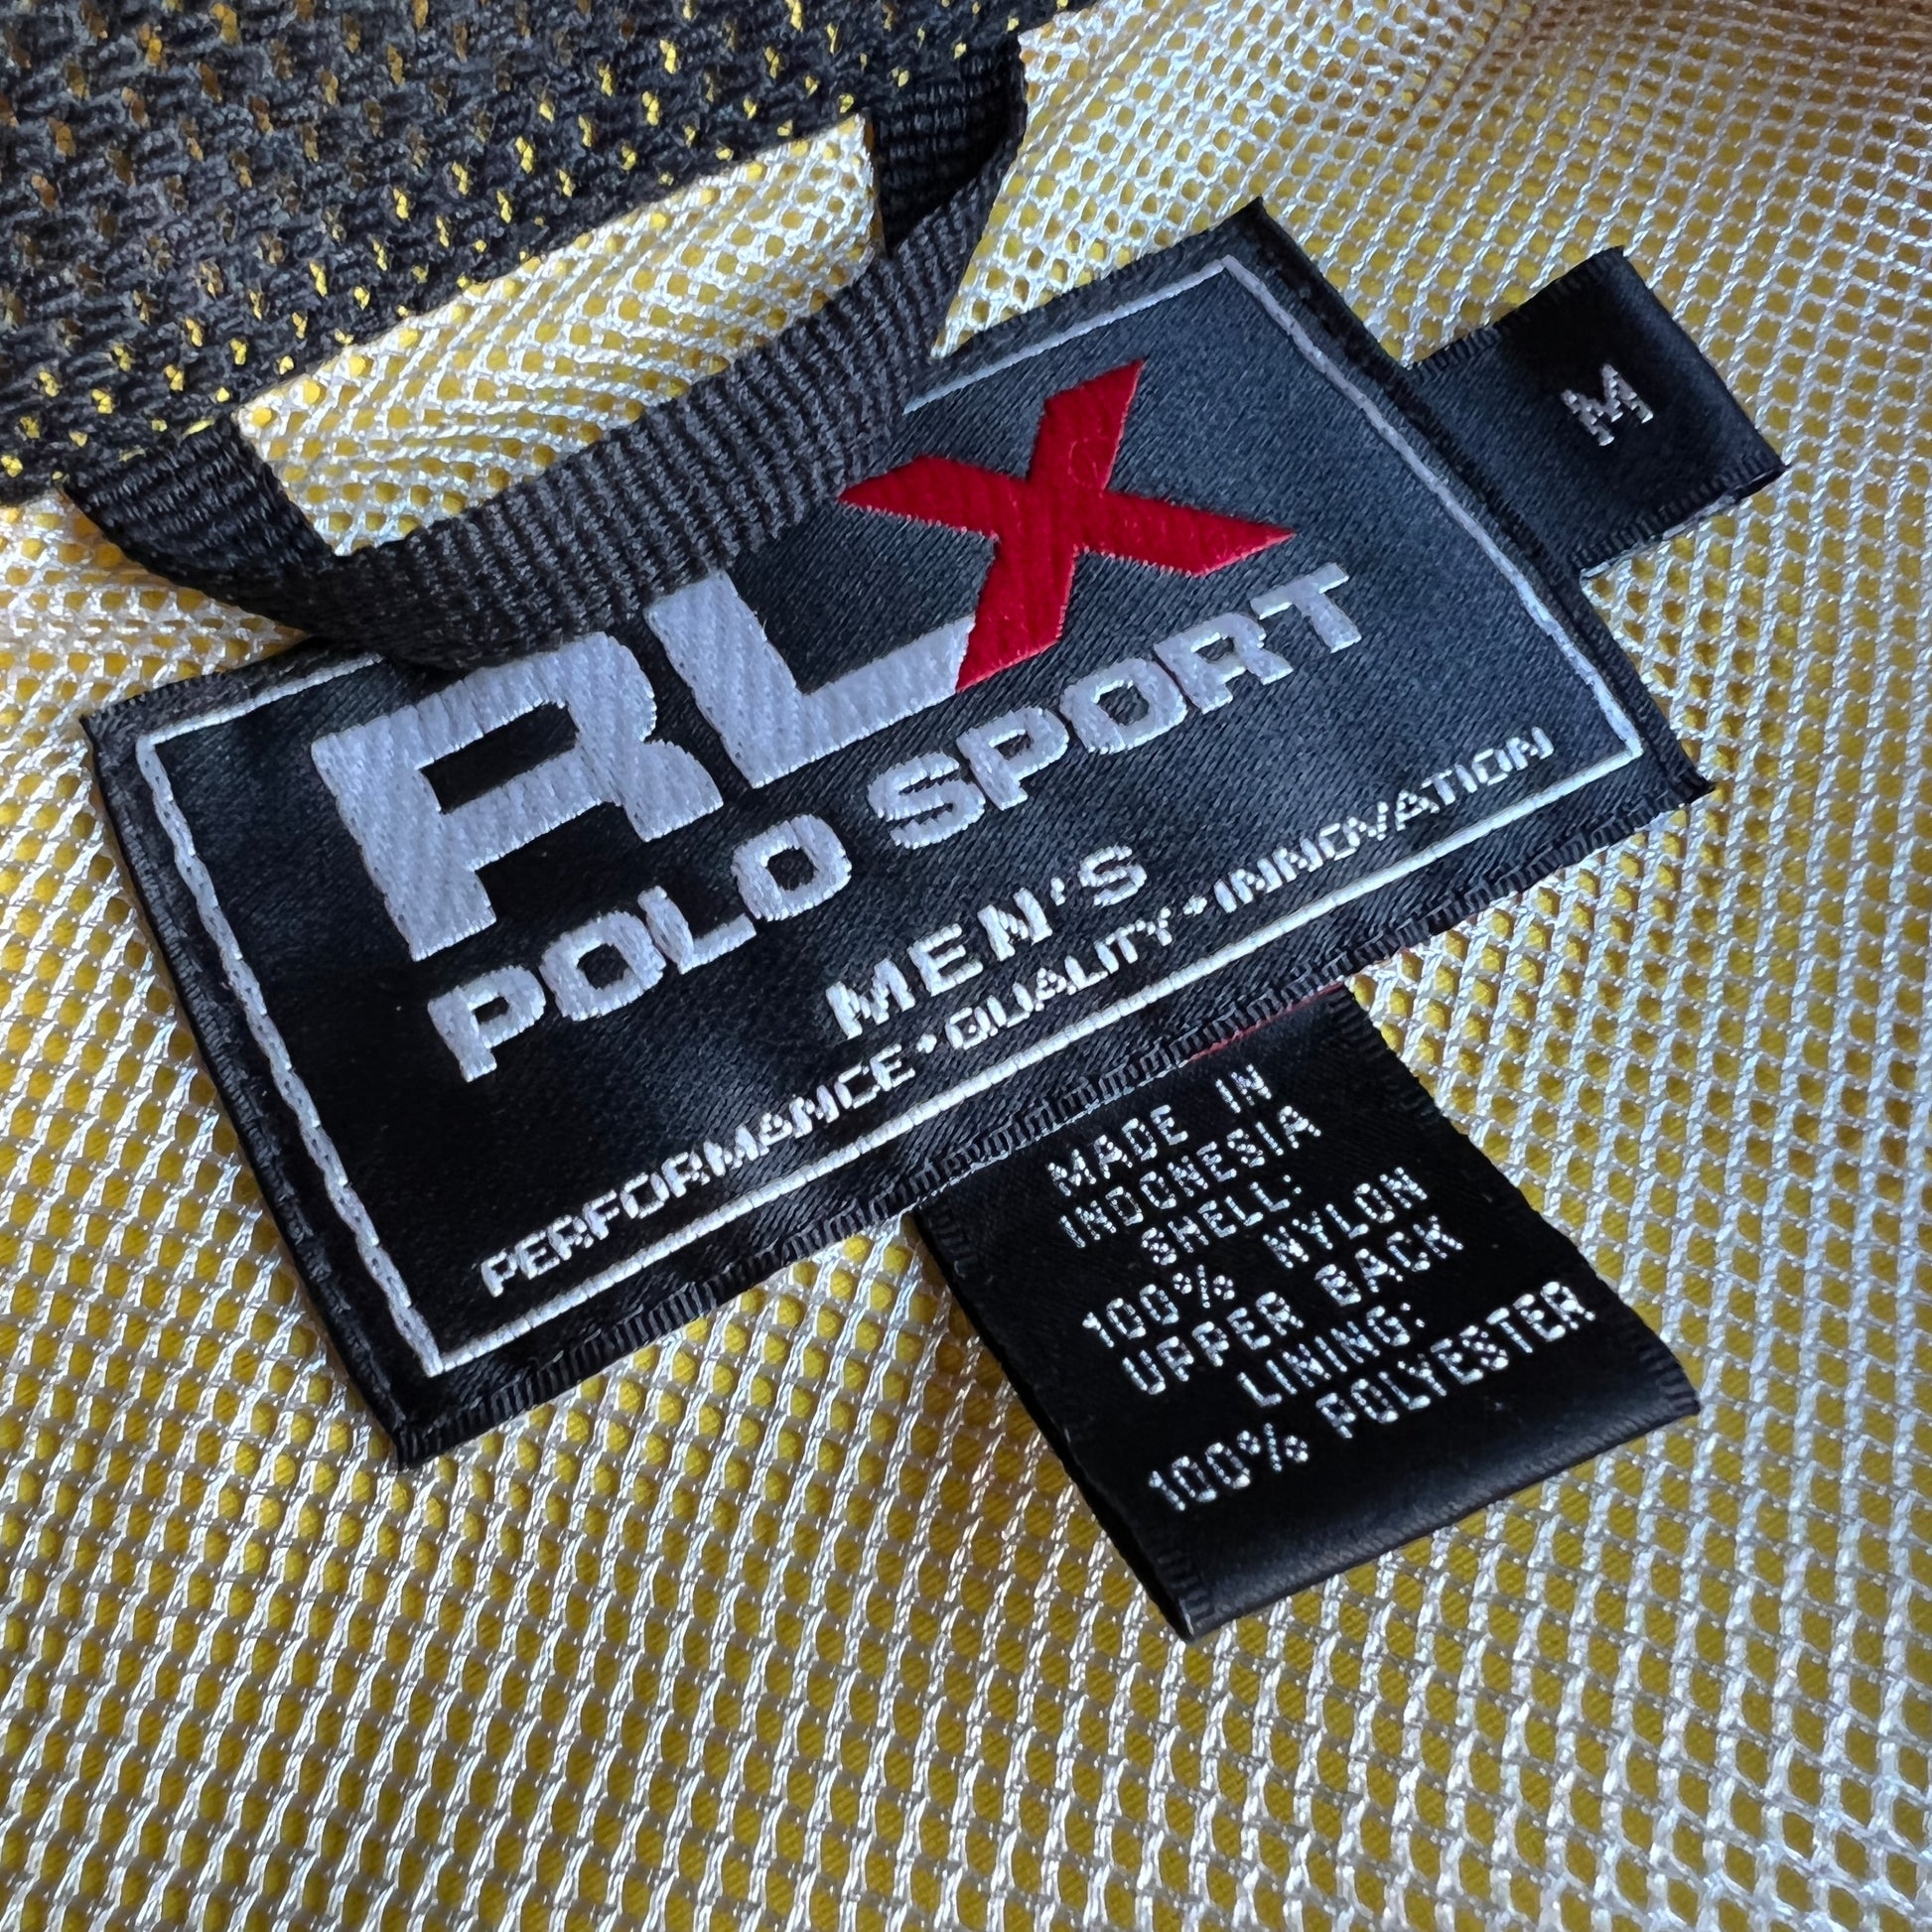 M
RLX
POLO SPORT
MEN'S
PERFORMANCE • QUALITY • INNOVATION
MADE IN
INDONESIA
SHELL:
100% NYLON
UPPER BACK
LINING:
100% POLYESTER